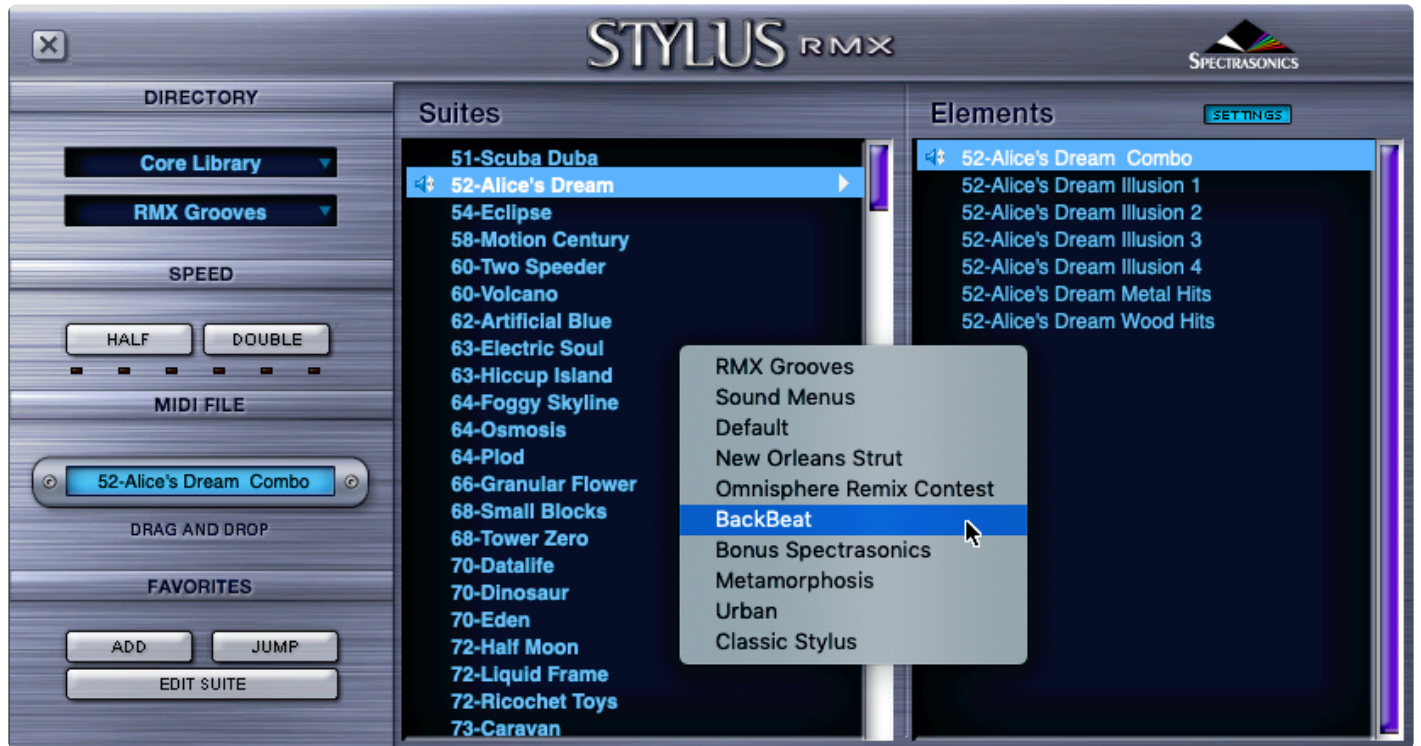 STYLUS RMX
SPECTRASONICS
DIRECTORY
Core Library
RMX Grooves
SPEED
HALF
DOUBLE
MIDI FILE
52-Alice's Dream  Combo
DRAG AND DROP
FAVORITES
ADD
JUMP
EDIT SUITE
Suites
51-Scuba Duba
52-Alice's Dream
54-Eclipse
58-Motion Century
60-Two Speeder
60-Volcano
62-Artificial Blue
63-Electric Soul
63-Hiccup Island
64-Foggy Skyline
64-Osmosis
64-Plod
66-Granular Flower
68-Small Blocks
68-Tower Zero
70-Datalife
70-Dinosaur
70-Eden
72-Half Moon
72-Liquid Frame
72-Ricochet Toys
73-Caravan
Elements
SETTINGS
52-Alice's Dream  Combo
52-Alice's Dream Illusion 1
52-Alice's Dream Illusion 2
52-Alice's Dream Illusion 3
52-Alice's Dream Illusion 4
52-Alice's Dream Metal Hits
52-Alice's Dream Wood Hits
RMX Grooves
Sound Menus
Default
New Orleans Strut
Omnisphere Remix Contest
BackBeat
Bonus Spectrasonics
Metamorphosis
Urban
Classic Stylus